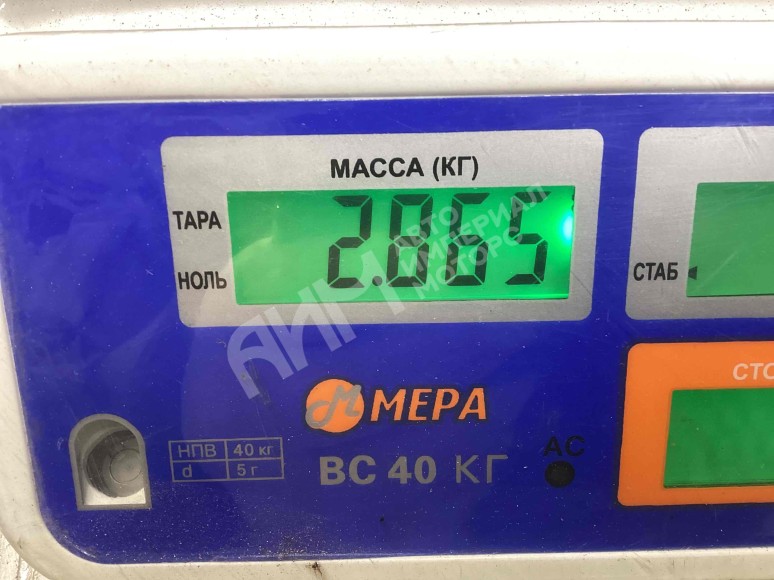 МАССА (КГ)
ТАРА
2.865
НОЛЬ
СТАБ
АИМ
АВТО
ИМПЕРИАЛ
МОТОРС
СТО
МЕРА
НПВ 40 кг
d 5 г
ВС 40 КГ
АС